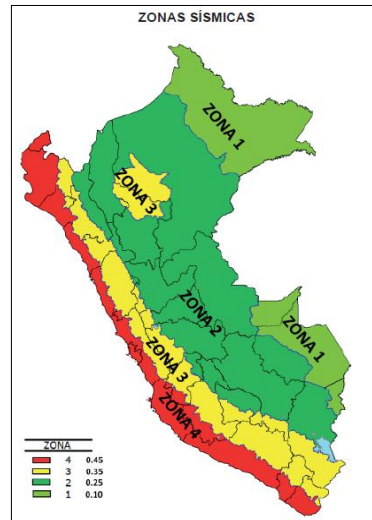 ZONAS SÍSMICAS
ZONA 1
ZONA 3
ZONA 2
ZONA 1
ZONA 3
ZONA 4
ZONA
4 0.45
3 0.35
2 0.25
1 0.10